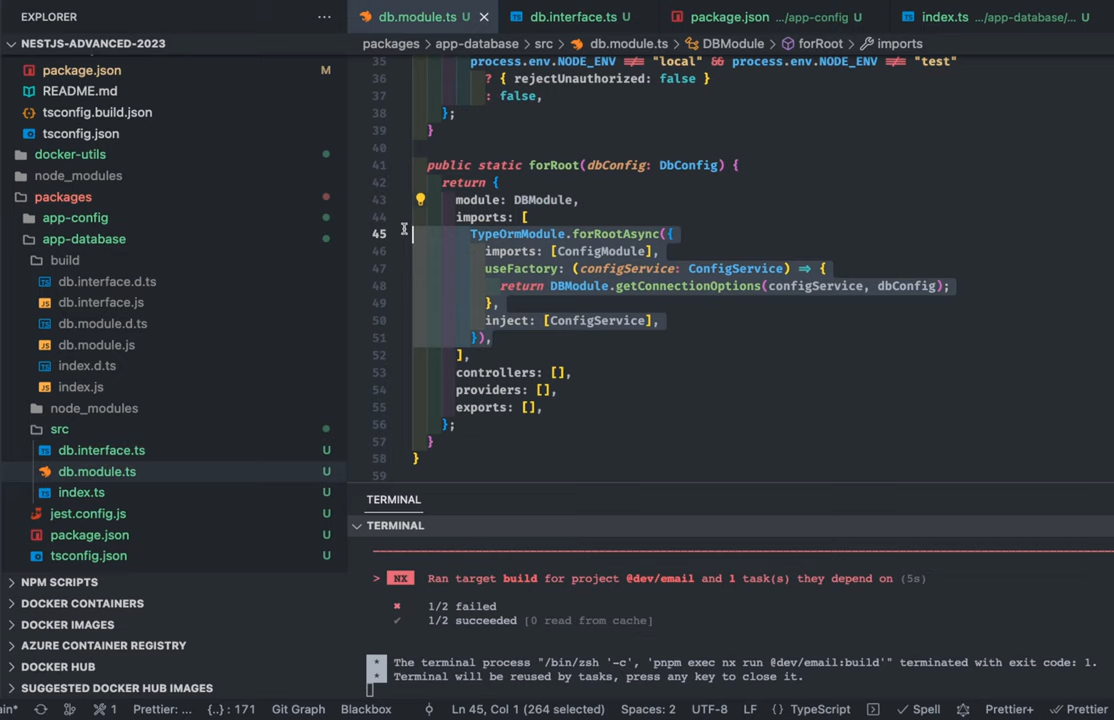 EXPLORER
NESTJS-ADVANCED-2023
package.json M
README.md
tsconfig.build.json
tsconfig.json
docker-utils
node_modules
packages
app-config
app-database
build
db.interface.d.ts
db.interface.js
db.module.d.ts
db.module.js
index.d.ts
index.js
node_modules
src
db.interface.ts U
db.module.ts U
index.ts U
jest.config.js U
package.json U
tsconfig.json U
NPM SCRIPTS
DOCKER CONTAINERS
DOCKER IMAGES
AZURE CONTAINER REGISTRY
DOCKER HUB
SUGGESTED DOCKER HUB IMAGES
db.module.ts U
db.interface.ts U
package.json .../app-config U
index.ts .../app-database/... U
packages > app-database > src > db.module.ts > DBModule > forRoot > imports
35 process.env.NODE_ENV !== "local" && process.env.NODE_ENV !== "test"
36 ? { rejectUnauthorized: false }
37 : false,
38 };
39 }
40
41 public static forRoot(dbConfig: DbConfig) {
42 return {
43 module: DBModule,
44 imports: [
45 TypeOrmModule.forRootAsync({
46 imports: [ConfigModule],
47 useFactory: (configService: ConfigService) => {
48 return DBModule.getConnectionOptions(configService, dbConfig);
49 },
50 inject: [ConfigService],
51 }),
52 ],
53 controllers: [],
54 providers: [],
55 exports: [],
56 };
57 }
58 }
59
TERMINAL
TERMINAL
> NX Ran target build for project @dev/email and 1 task(s) they depend on (5s)
✖ 1/2 failed
✓ 1/2 succeeded [0 read from cache]
* The terminal process "/bin/zsh '-c', 'pnpm exec nx run @dev/email:build'" terminated with exit code: 1.
* Terminal will be reused by tasks, press any key to close it.
ain* 1 Prettier: ... {..} : 171 Git Graph Blackbox Ln 45, Col 1 (264 selected) Spaces: 2 UTF-8 LF {} TypeScript Spell Prettier+ Prettier